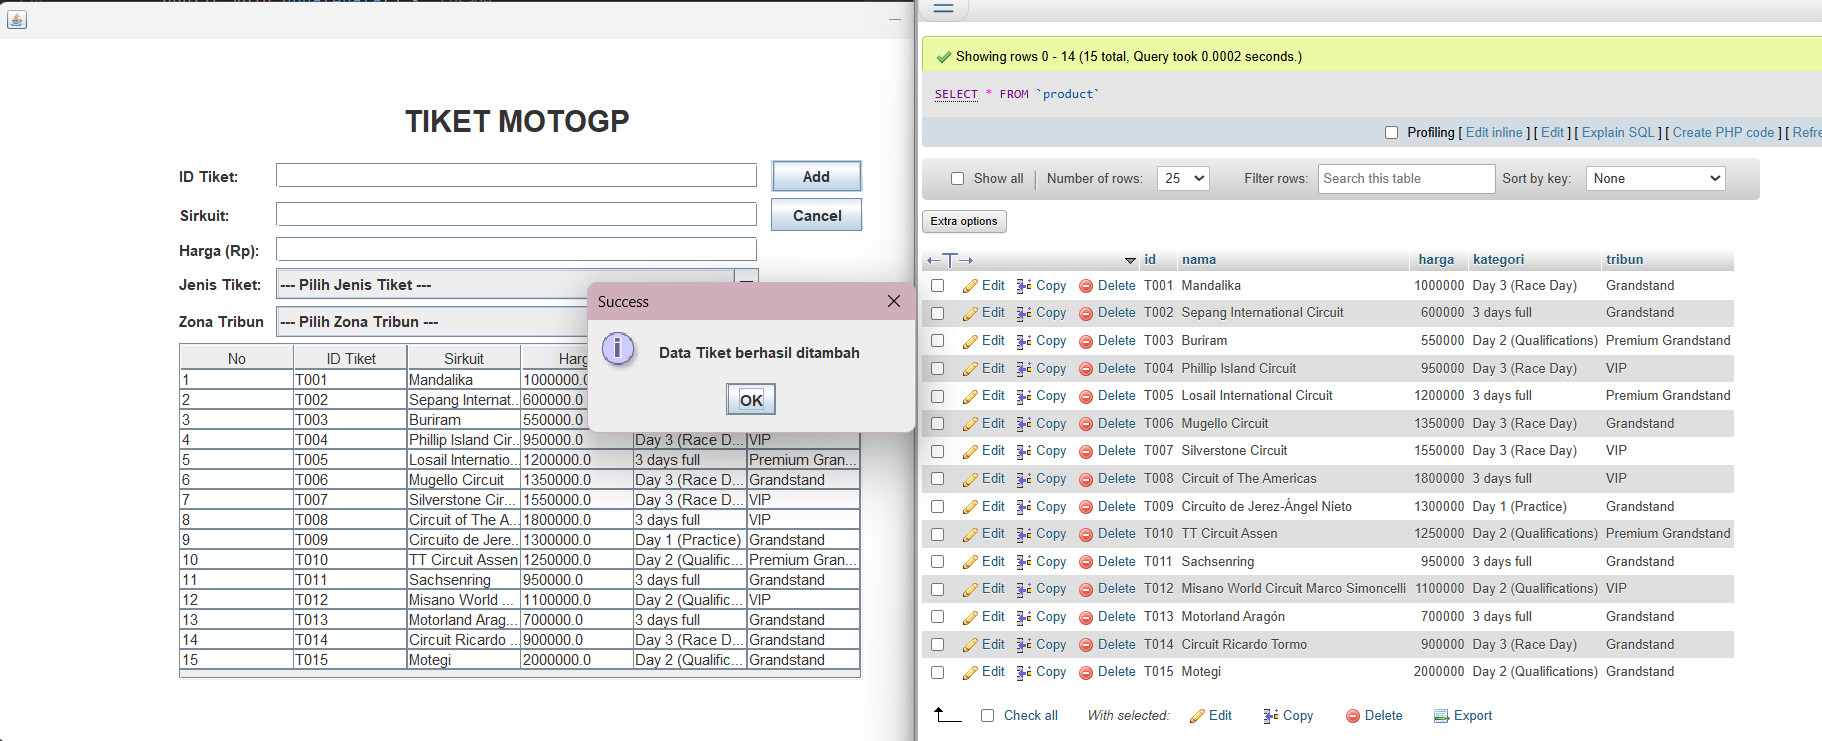 TIKET MOTOGP
ID Tiket:
Add
Sirkuit:
Cancel
Harga (Rp):
Jenis Tiket:
--- Pilih Jenis Tiket ---
Zona Tribun
--- Pilih Zona Tribun ---
Success
Data Tiket berhasil ditambah
OK
No ID Tiket Sirkuit Harg
1 T001 Mandalika 1000000.0
2 T002 Sepang Internat... 600000.0
3 T003 Buriram 550000.0
4 T004 Phillip Island Cir... 950000.0 Day 3 (Race D... VIP
5 T005 Losail Internatio... 1200000.0 3 days full Premium Gran...
6 T006 Mugello Circuit 1350000.0 Day 3 (Race D... Grandstand
7 T007 Silverstone Cir... 1550000.0 Day 3 (Race D... VIP
8 T008 Circuit of The A... 1800000.0 3 days full VIP
9 T009 Circuito de Jere... 1300000.0 Day 1 (Practice) Grandstand
10 T010 TT Circuit Assen 1250000.0 Day 2 (Qualific... Premium Gran...
11 T011 Sachsenring 950000.0 3 days full Grandstand
12 T012 Misano World ... 1100000.0 Day 2 (Qualific... VIP
13 T013 Motorland Arag... 700000.0 3 days full Grandstand
14 T014 Circuit Ricardo ... 900000.0 Day 3 (Race D... Grandstand
15 T015 Motegi 2000000.0 Day 2 (Qualific... Grandstand
Showing rows 0 - 14 (15 total, Query took 0.0002 seconds.)
SELECT * FROM `product`
Profiling [ Edit inline ] [ Edit ] [ Explain SQL ] [ Create PHP code ] [ Refre
Show all Number of rows: 25 Filter rows: Search this table Sort by key: None
Extra options
←T→ id nama harga kategori tribun
Edit Copy Delete T001 Mandalika 1000000 Day 3 (Race Day) Grandstand
Edit Copy Delete T002 Sepang International Circuit 600000 3 days full Grandstand
Edit Copy Delete T003 Buriram 550000 Day 2 (Qualifications) Premium Grandstand
Edit Copy Delete T004 Phillip Island Circuit 950000 Day 3 (Race Day) VIP
Edit Copy Delete T005 Losail International Circuit 1200000 3 days full Premium Grandstand
Edit Copy Delete T006 Mugello Circuit 1350000 Day 3 (Race Day) Grandstand
Edit Copy Delete T007 Silverstone Circuit 1550000 Day 3 (Race Day) VIP
Edit Copy Delete T008 Circuit of The Americas 1800000 3 days full VIP
Edit Copy Delete T009 Circuito de Jerez-Ángel Nieto 1300000 Day 1 (Practice) Grandstand
Edit Copy Delete T010 TT Circuit Assen 1250000 Day 2 (Qualifications) Premium Grandstand
Edit Copy Delete T011 Sachsenring 950000 3 days full Grandstand
Edit Copy Delete T012 Misano World Circuit Marco Simoncelli 1100000 Day 2 (Qualifications) VIP
Edit Copy Delete T013 Motorland Aragón 700000 3 days full Grandstand
Edit Copy Delete T014 Circuit Ricardo Tormo 900000 Day 3 (Race Day) Grandstand
Edit Copy Delete T015 Motegi 2000000 Day 2 (Qualifications) Grandstand
Check all With selected: Edit Copy Delete Export